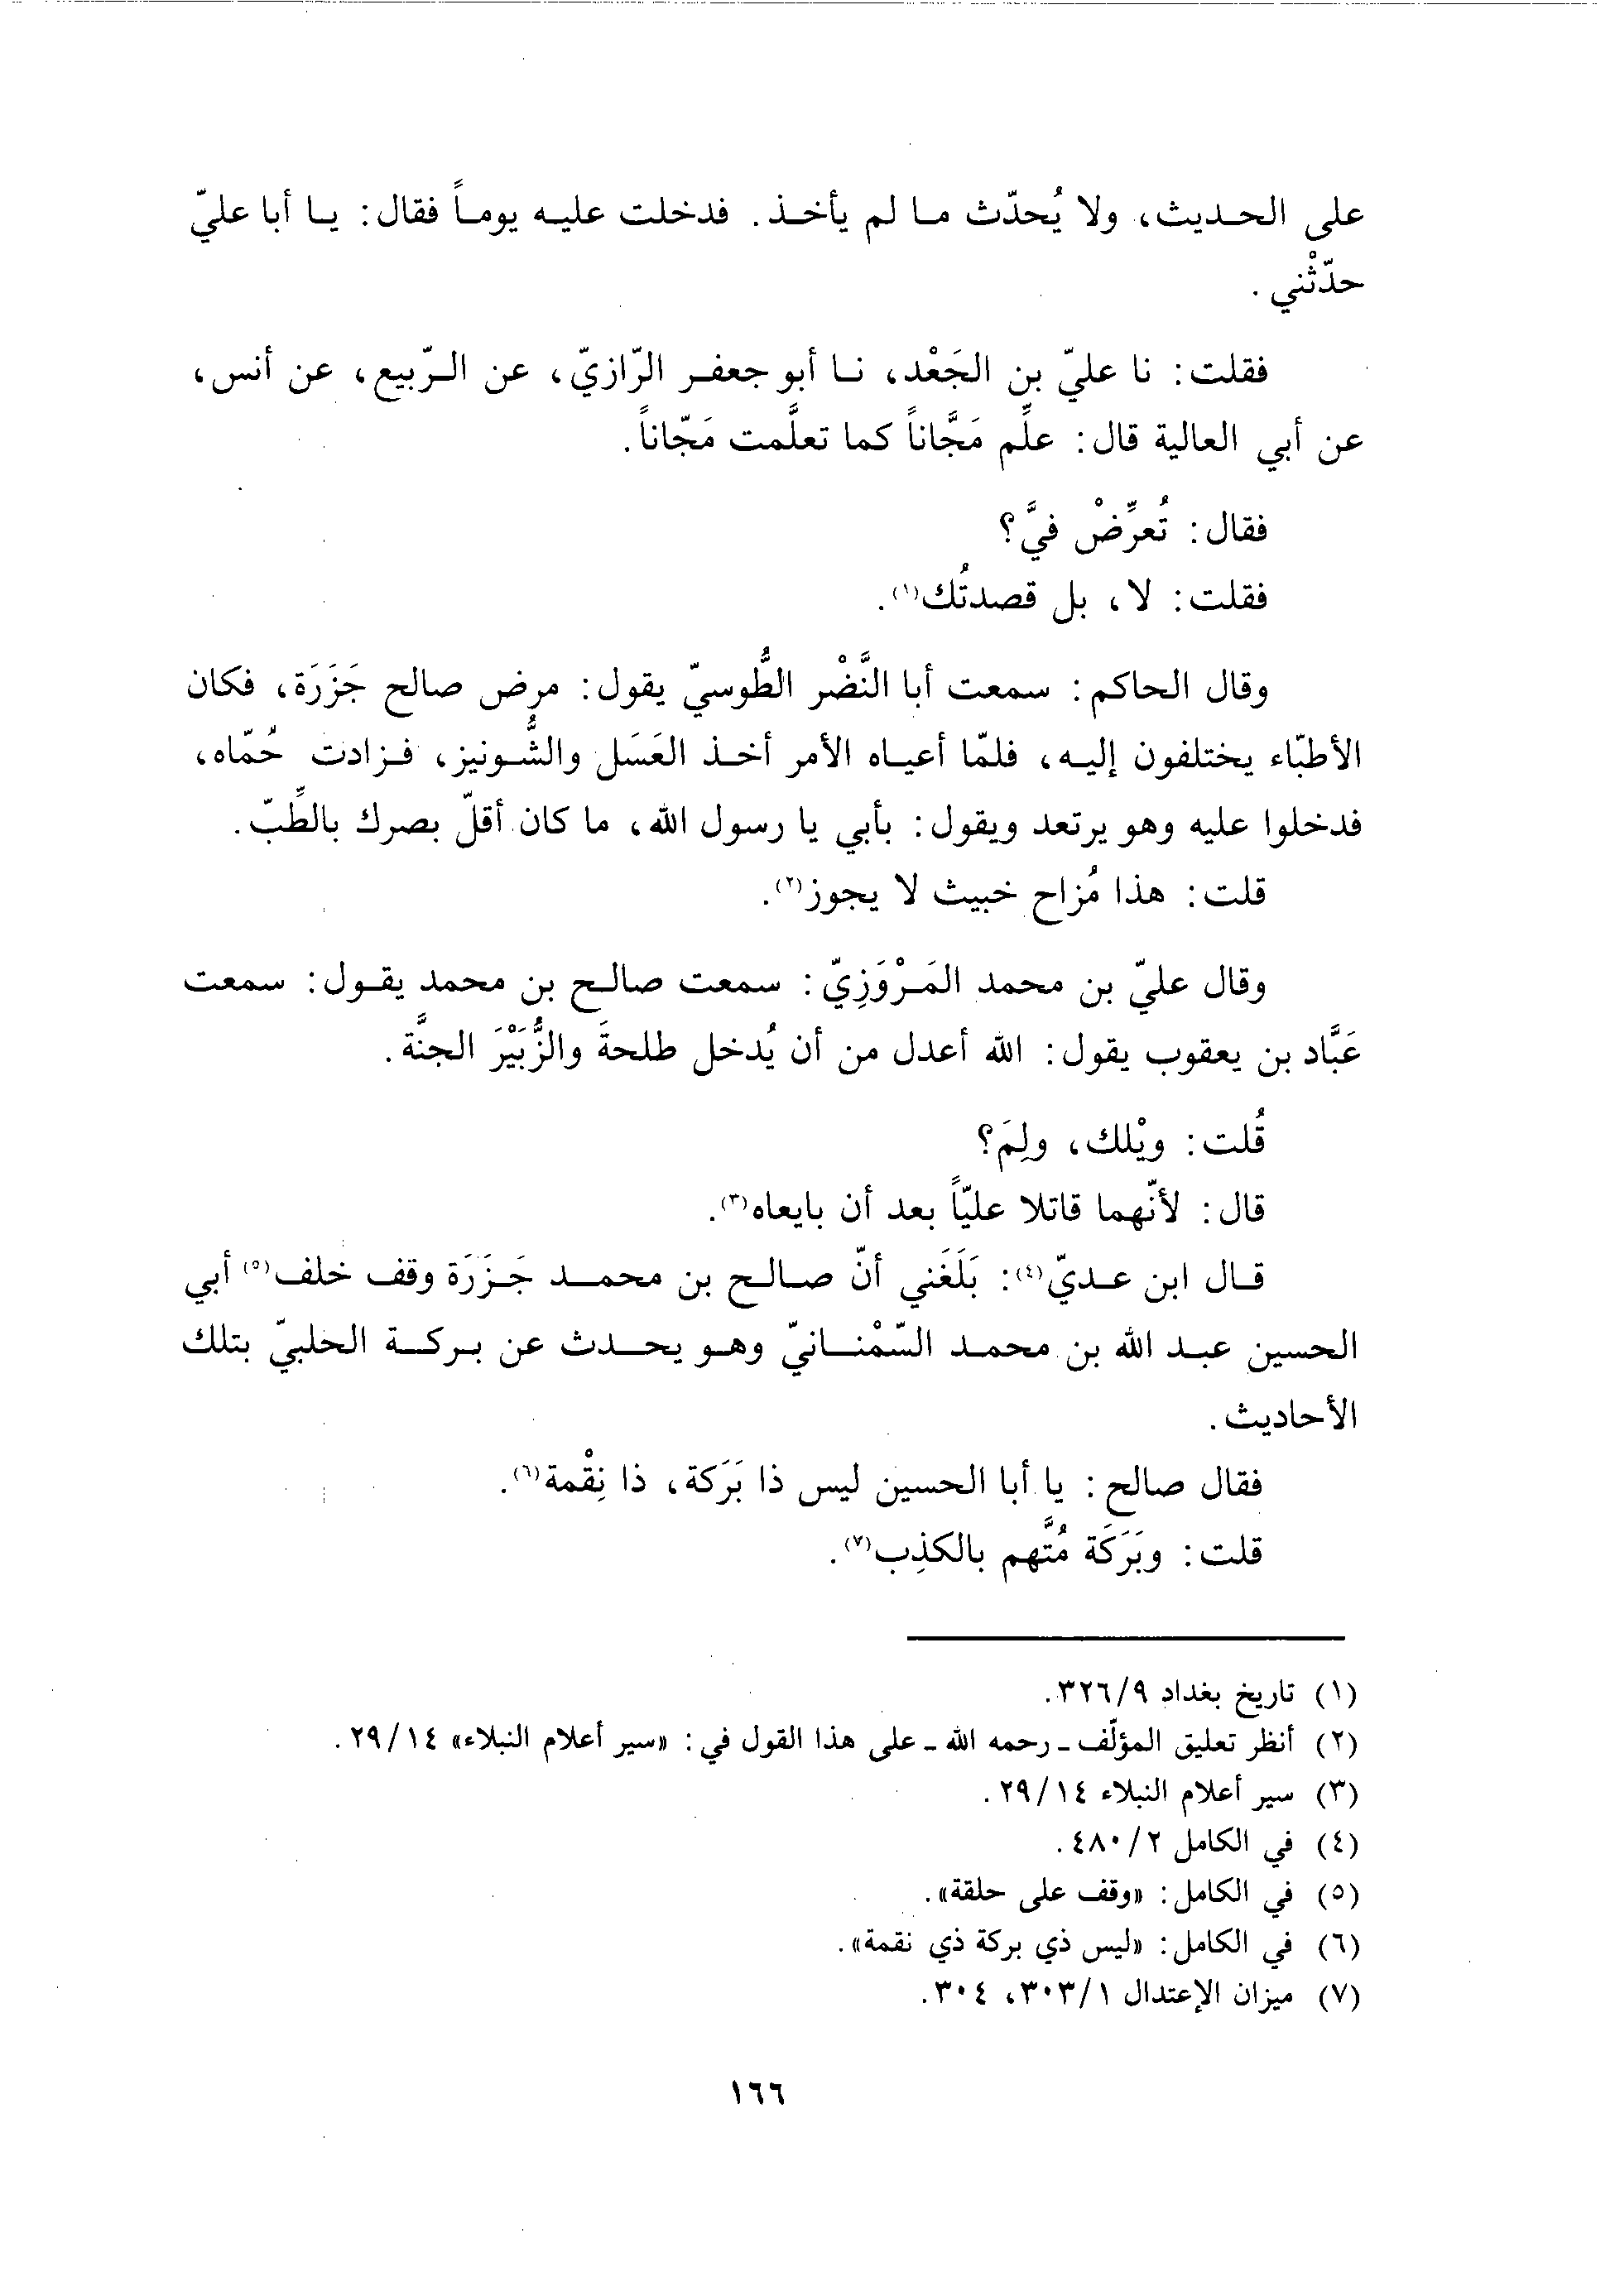 على الحديث، ولا يُحدّث ما لم يأخذ. فدخلت عليه يوماً فقال: يا أبا عليّ
حدّثْني.
فقلت: نا عليّ بن الجَعْد، نا أبو جعفر الرّازيّ، عن الرّبيع، عن أنس،
عن أبي العالية قال: علِّم مَجَّاناً كما تعلَّمت مَجّاناً.
فقال: تُعرِّضْ فيَّ؟
فقلت: لا، بل قصدتُك(١).
وقال الحاكم: سمعت أبا النَّضْر الطُّوسيّ يقول: مرض صالح جَزَرَة، فكان
الأطبّاء يختلفون إليه، فلمّا أعياه الأمر أخذ العَسَل والشُّونيز، فزادت حُمّاه،
فدخلوا عليه وهو يرتعد ويقول: بأبي يا رسول الله، ما كان أقلّ بصرك بالطِّبّ.
قلت: هذا مُزاح خبيث لا يجوز(٢).
وقال عليّ بن محمد المَرْوَزِيّ: سمعت صالح بن محمد يقول: سمعت
عَبَّاد بن يعقوب يقول: الله أعدل من أن يُدخل طلحةَ والزُّبَيْرَ الجنَّة.
قُلت: ويْلك، ولِمَ؟
قال: لأنّهما قاتلا عليّاً بعد أن بايعاه(٣).
قال ابن عديّ(٤): بَلَغَني أنّ صالح بن محمد جَزَرَة وقف خلف(٥) أبي
الحسين عبد الله بن محمد السّمْنانيّ وهو يحدث عن بركة الحلبيّ بتلك
الأحاديث.
فقال صالح: يا أبا الحسين ليس ذا بَرَكة، ذا نِقْمة(٦).
قلت: وبَرَكَة مُتَّهم بالكذِب(٧).
(١) تاريخ بغداد ٣٢٦/٩.
(٢) أنظر تعليق المؤلّف ـ رحمه الله ـ على هذا القول في: «سير أعلام النبلاء» ٢٩/١٤.
(٣) سير أعلام النبلاء ٢٩/١٤.
(٤) في الكامل ٤٨٠/٢.
(٥) في الكامل: «وقف على حلقة».
(٦) في الكامل: «ليس ذي بركة ذي نقمة».
(٧) ميزان الإعتدال ٣٠٣/١، ٣٠٤.
١٦٦